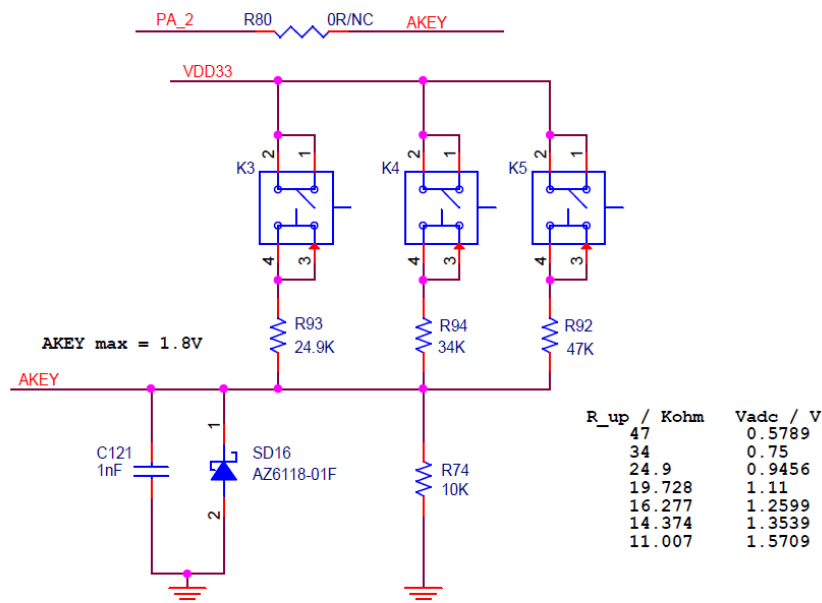 PA_2 R80 0R/NC AKEY
VDD33
2 1 2 1 2 1
K3 K4 K5
4 3 4 3 4 3
R93 R94 R92
24.9K 34K 47K
AKEY max = 1.8V
AKEY
R_up / Kohm Vadc / V
47 0.5789
34 0.75
24.9 0.9456
19.728 1.11
16.277 1.2599
14.374 1.3539
11.007 1.5709
1
C121 SD16 R74
1nF AZ6118-01F 10K
2